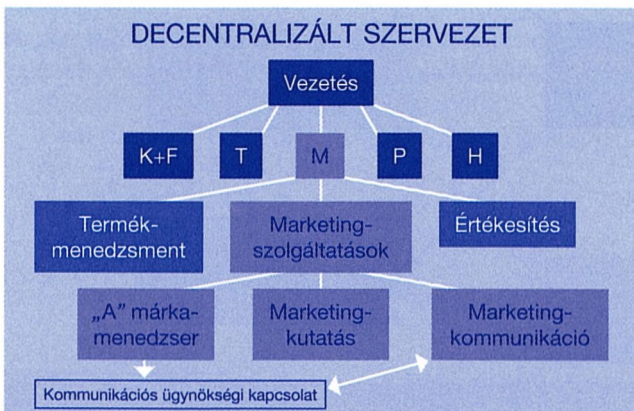 DECENTRALIZÁLT SZERVEZET
Vezetés
K+F T M P H
Termék-
menedzsment
Marketing-
szolgáltatások
Értékesítés
„A” márka-
menedzser
Marketing-
kutatás
Marketing-
kommunikáció
Kommunikációs ügynökségi kapcsolat